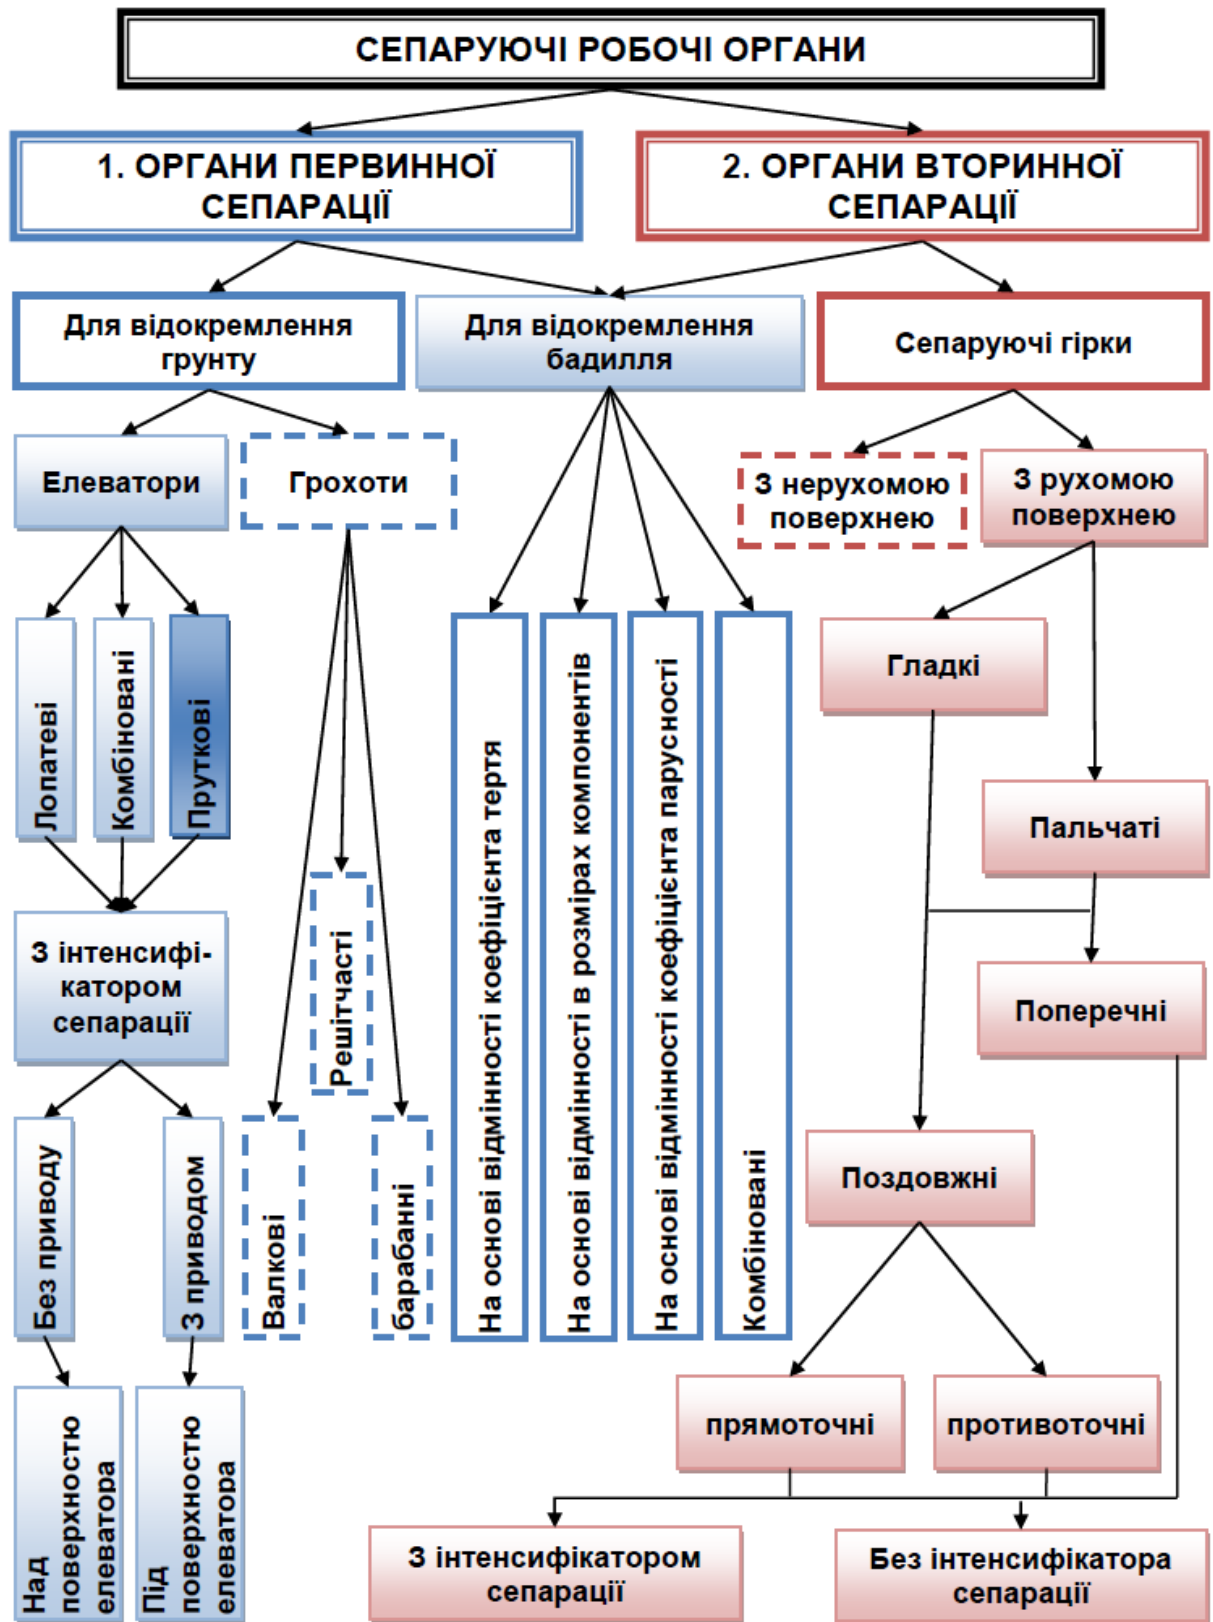 СЕПАРУЮЧІ РОБОЧІ ОРГАНИ
1. ОРГАНИ ПЕРВИННОЇ
СЕПАРАЦІЇ
2. ОРГАНИ ВТОРИННОЇ
СЕПАРАЦІЇ
Для відокремлення
грунту
Для відокремлення
бадилля
Сепаруючі гірки
Елеватори
Грохоти
З нерухомою
поверхнею
З рухомою
поверхнею
Лопатеві
Комбіновані
Пруткові
На основі відмінності коефіцієнта тертя
На основі відмінності в розмірах компонентів
На основі відмінності коефіцієнта парусності
Комбіновані
Гладкі
Пальчаті
З інтенсифі-
катором
сепарації
Решітчасті
Поперечні
Без приводу
З приводом
Валкові
барабанні
Поздовжні
Над
поверхностю
елеватора
Під
поверхностю
елеватора
прямоточні
противоточні
З інтенсифікатором
сепарації
Без інтенсифікатора
сепарації